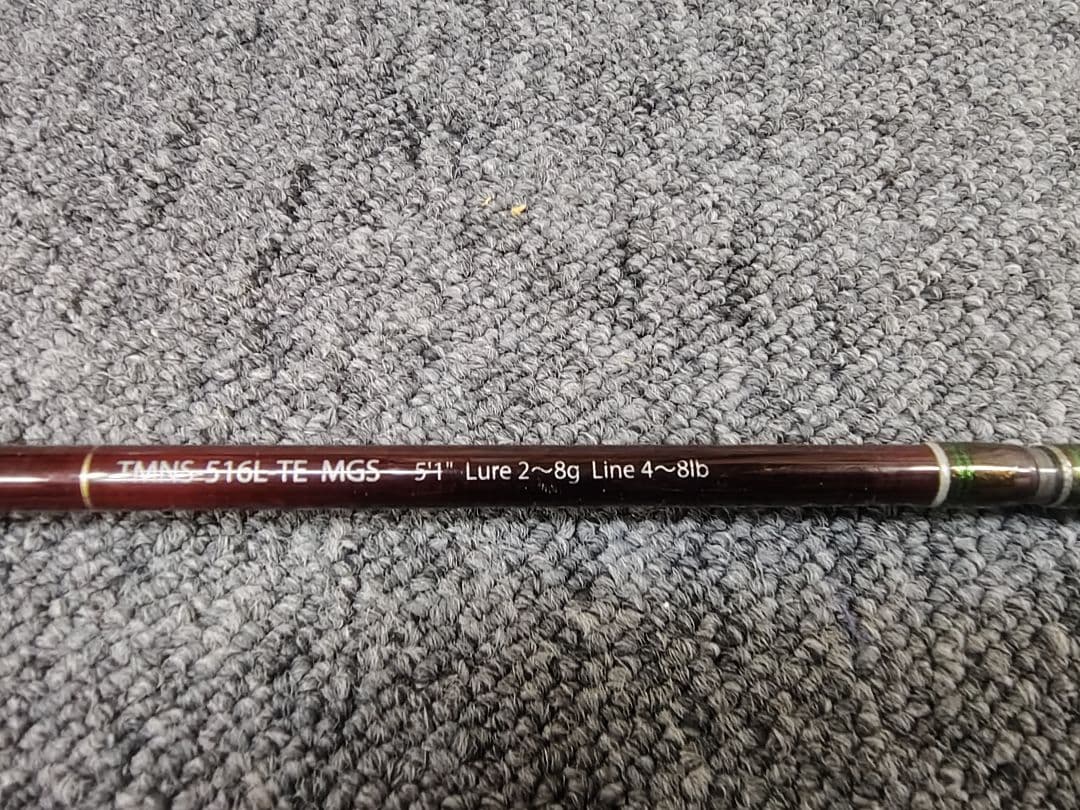 TMNS-516L TE MGS 5'1" Lure 2～8g Line 4～8lb